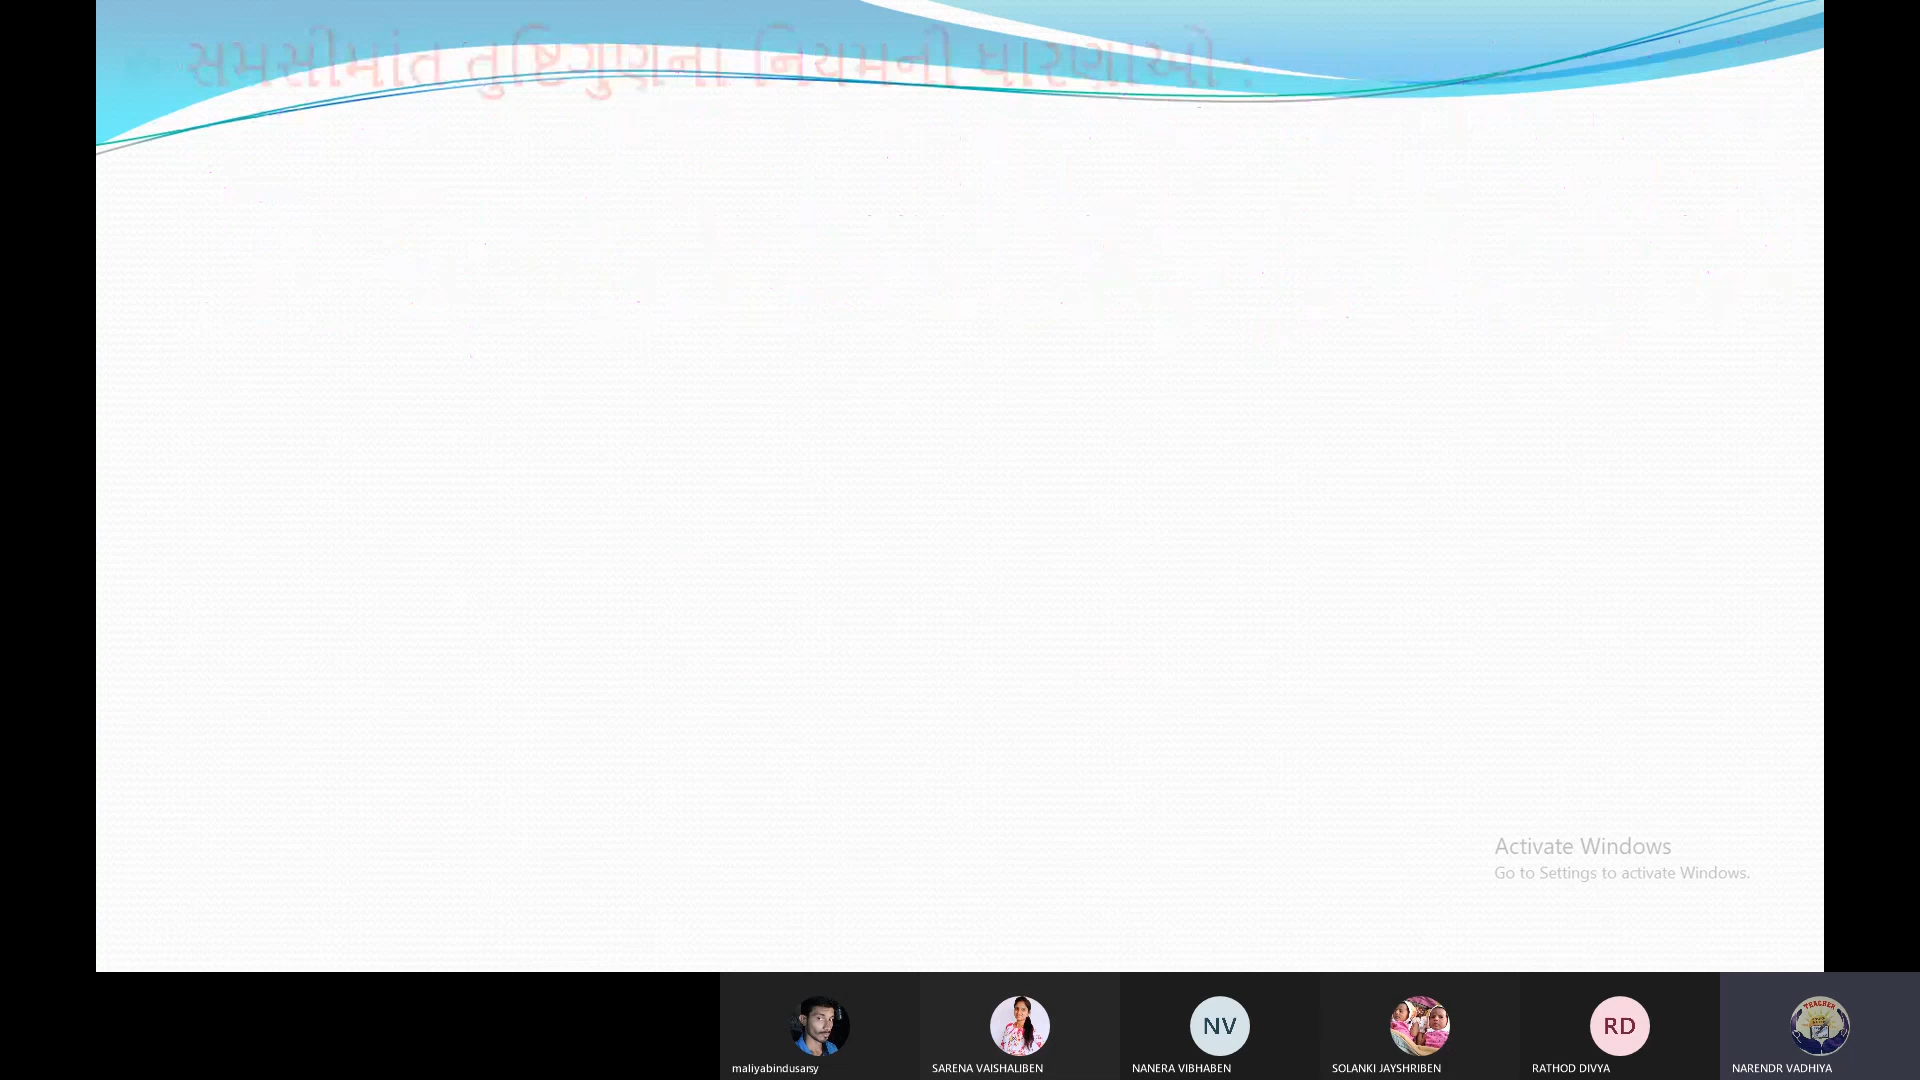 સમસીમાંત તુષ્ટિગુણના નિયમની ધારણાઓ :
Activate Windows
Go to Settings to activate Windows.
NV
RD
TEACHER
maliyabindusarsy
SARENA VAISHALIBEN
NANERA VIBHABEN
SOLANKI JAYSHRIBEN
RATHOD DIVYA
NARENDR VADHIYA